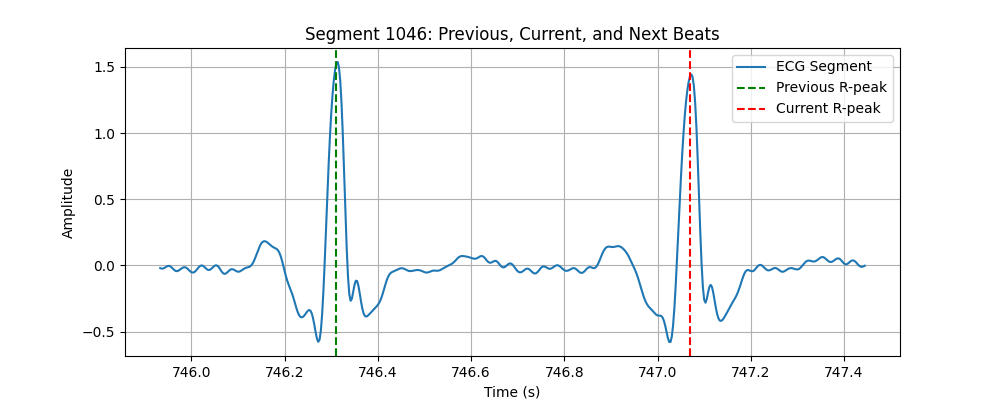 Segment 1046: Previous, Current, and Next Beats
ECG Segment
Previous R-peak
Current R-peak
Amplitude
1.5
1.0
0.5
0.0
−0.5
746.0 746.2 746.4 746.6 746.8 747.0 747.2 747.4
Time (s)